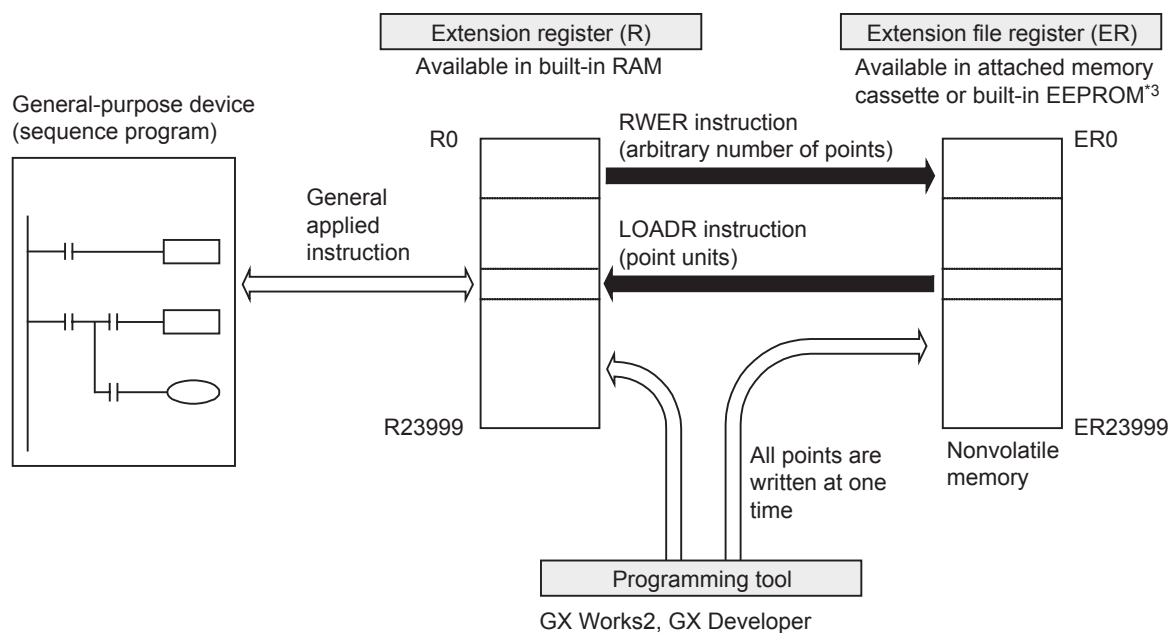 Extension register (R)
Available in built-in RAM
Extension file register (ER)
Available in attached memory
cassette or built-in EEPROM*3
General-purpose device
(sequence program)
General
applied
instruction
R0
R23999
RWER instruction
(arbitrary number of points)
LOADR instruction
(point units)
ER0
ER23999
Nonvolatile
memory
All points are
written at one
time
Programming tool
GX Works2, GX Developer